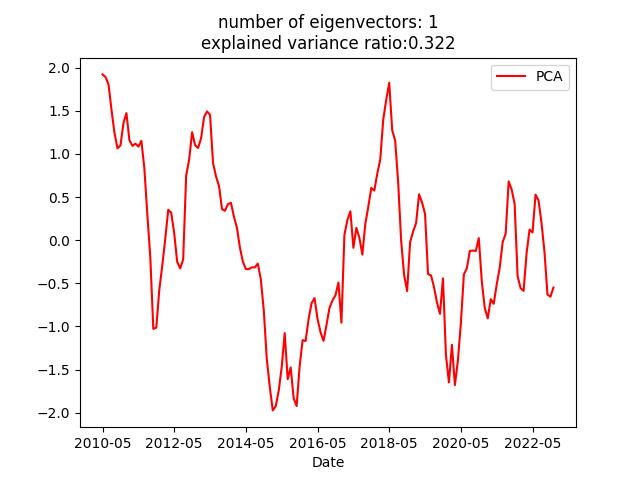 number of eigenvectors: 1
explained variance ratio:0.322
PCA
2.0
1.5
1.0
0.5
0.0
−0.5
−1.0
−1.5
−2.0
2010-05 2012-05 2014-05 2016-05 2018-05 2020-05 2022-05
Date